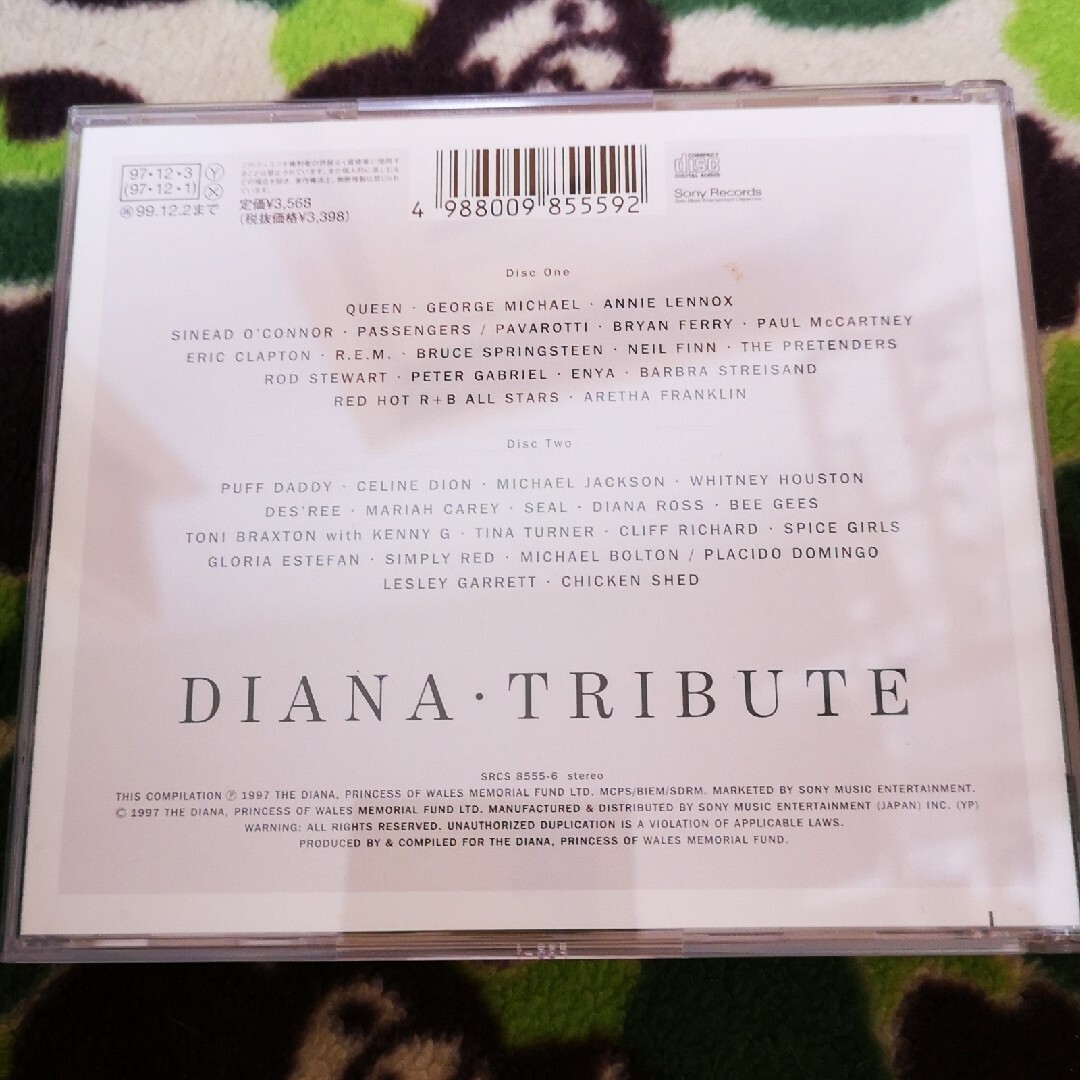 97・12・3 Ⓨ
(97・12・1) Ⓧ
99.12.2まで
定価¥3,568
(税抜価格¥3,398)
4 988009 855592
COMPACT
disc
DIGITAL AUDIO
Sony Records
Disc One
QUEEN · GEORGE MICHAEL · ANNIE LENNOX
SINEAD O'CONNOR · PASSENGERS / PAVAROTTI · BRYAN FERRY · PAUL McCARTNEY
ERIC CLAPTON · R.E.M. · BRUCE SPRINGSTEEN · NEIL FINN · THE PRETENDERS
ROD STEWART · PETER GABRIEL · ENYA · BARBRA STREISAND
RED HOT R+B ALL STARS · ARETHA FRANKLIN
Disc Two
PUFF DADDY · CELINE DION · MICHAEL JACKSON · WHITNEY HOUSTON
DES'REE · MARIAH CAREY · SEAL · DIANA ROSS · BEE GEES
TONI BRAXTON with KENNY G · TINA TURNER · CLIFF RICHARD · SPICE GIRLS
GLORIA ESTEFAN · SIMPLY RED · MICHAEL BOLTON / PLACIDO DOMINGO
LESLEY GARRETT · CHICKEN SHED
DIANA · TRIBUTE
SRCS 8555-6 stereo
THIS COMPILATION Ⓟ 1997 THE DIANA, PRINCESS OF WALES MEMORIAL FUND LTD. MCPS/BIEM/SDRM. MARKETED BY SONY MUSIC ENTERTAINMENT.
© 1997 THE DIANA, PRINCESS OF WALES MEMORIAL FUND LTD. MANUFACTURED & DISTRIBUTED BY SONY MUSIC ENTERTAINMENT (JAPAN) INC. (YP)
WARNING: ALL RIGHTS RESERVED. UNAUTHORIZED DUPLICATION IS A VIOLATION OF APPLICABLE LAWS.
PRODUCED BY & COMPILED FOR THE DIANA, PRINCESS OF WALES MEMORIAL FUND.